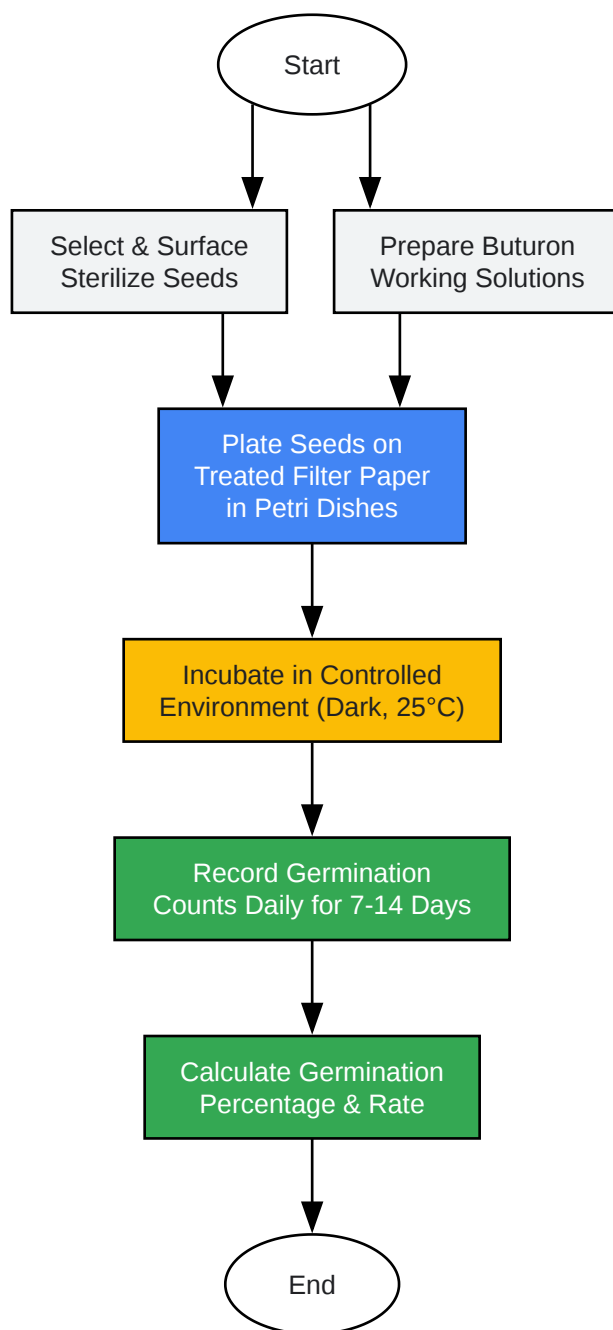 Start
Select & Surface
Sterilize Seeds
Prepare Buturon
Working Solutions
Plate Seeds on
Treated Filter Paper
in Petri Dishes
Incubate in Controlled
Environment (Dark, 25°C)
Record Germination
Counts Daily for 7-14 Days
Calculate Germination
Percentage & Rate
End